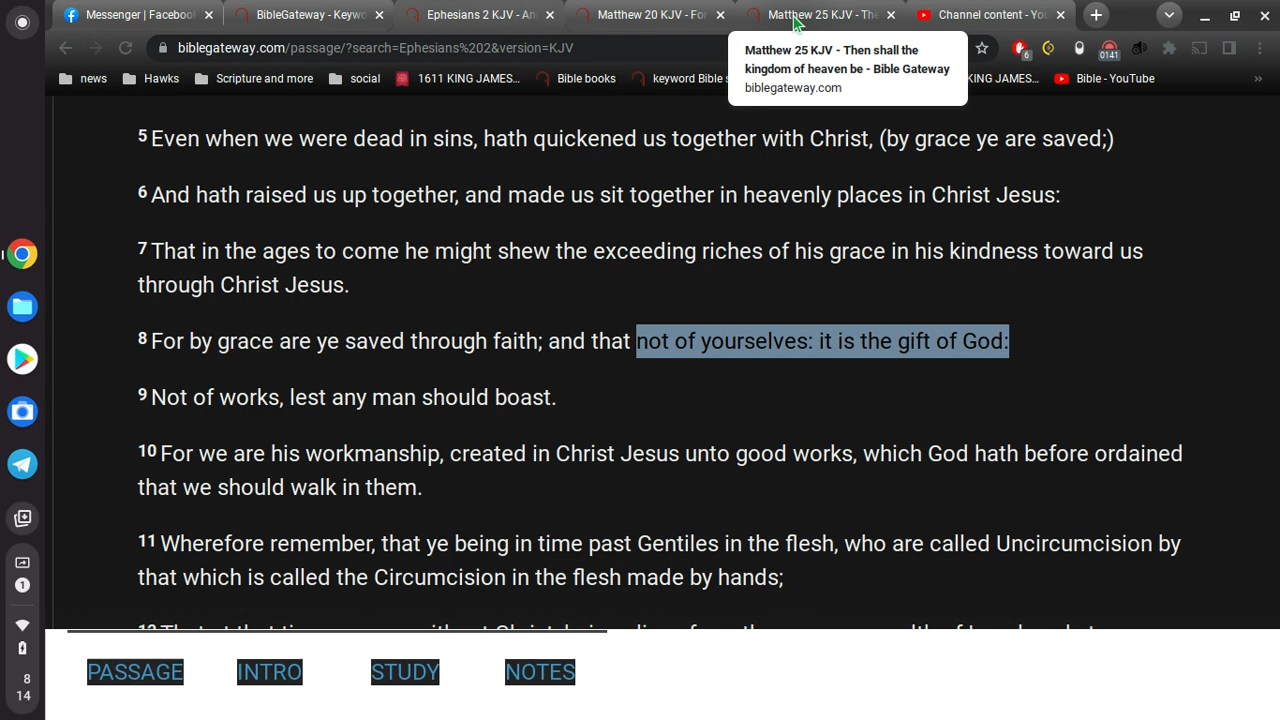 Messenger | Facebook
BibleGateway - Keywo
Ephesians 2 KJV - An
Matthew 20 KJV - For
Matthew 25 KJV - The
Channel content - You
biblegateway.com/passage/?search=Ephesians%202&version=KJV
6
0141
Matthew 25 KJV - Then shall the
kingdom of heaven be - Bible Gateway
biblegateway.com
news
Hawks
Scripture and more
social
1611 KING JAMES...
Bible books
keyword Bible s
KING JAMES...
Bible - YouTube
»
5 Even when we were dead in sins, hath quickened us together with Christ, (by grace ye are saved;)
6 And hath raised us up together, and made us sit together in heavenly places in Christ Jesus:
7 That in the ages to come he might shew the exceeding riches of his grace in his kindness toward us
through Christ Jesus.
8 For by grace are ye saved through faith; and that not of yourselves: it is the gift of God:
9 Not of works, lest any man should boast.
10 For we are his workmanship, created in Christ Jesus unto good works, which God hath before ordained
that we should walk in them.
11 Wherefore remember, that ye being in time past Gentiles in the flesh, who are called Uncircumcision by
that which is called the Circumcision in the flesh made by hands;
PASSAGE
INTRO
STUDY
NOTES
1
8
14